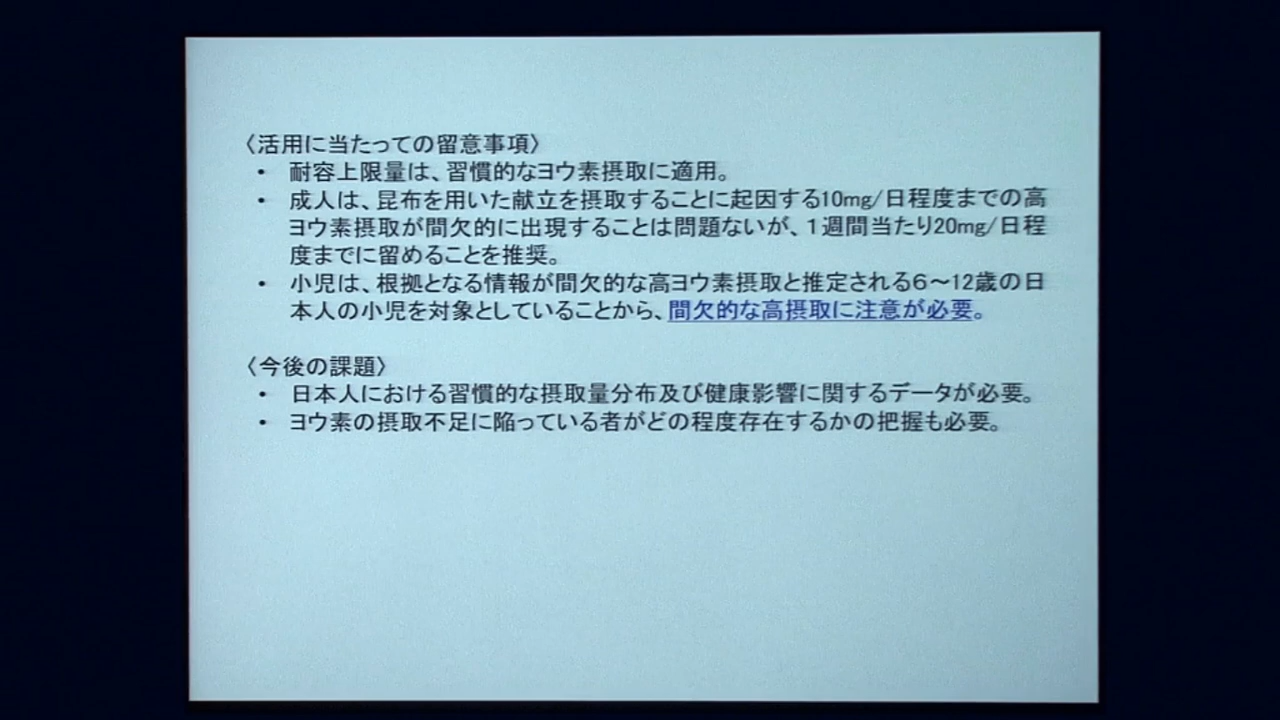 〈活用に当たっての留意事項〉
• 耐容上限量は、習慣的なヨウ素摂取に適用。
• 成人は、昆布を用いた献立を摂取することに起因する10mg/日程度までの高
ヨウ素摂取が間欠的に出現することは問題ないが、１週間当たり20mg/日程
度までに留めることを推奨。
• 小児は、根拠となる情報が間欠的な高ヨウ素摂取と推定される６～12歳の日
本人の小児を対象としていることから、間欠的な高摂取に注意が必要。
〈今後の課題〉
• 日本人における習慣的な摂取量分布及び健康影響に関するデータが必要。
• ヨウ素の摂取不足に陥っている者がどの程度存在するかの把握も必要。